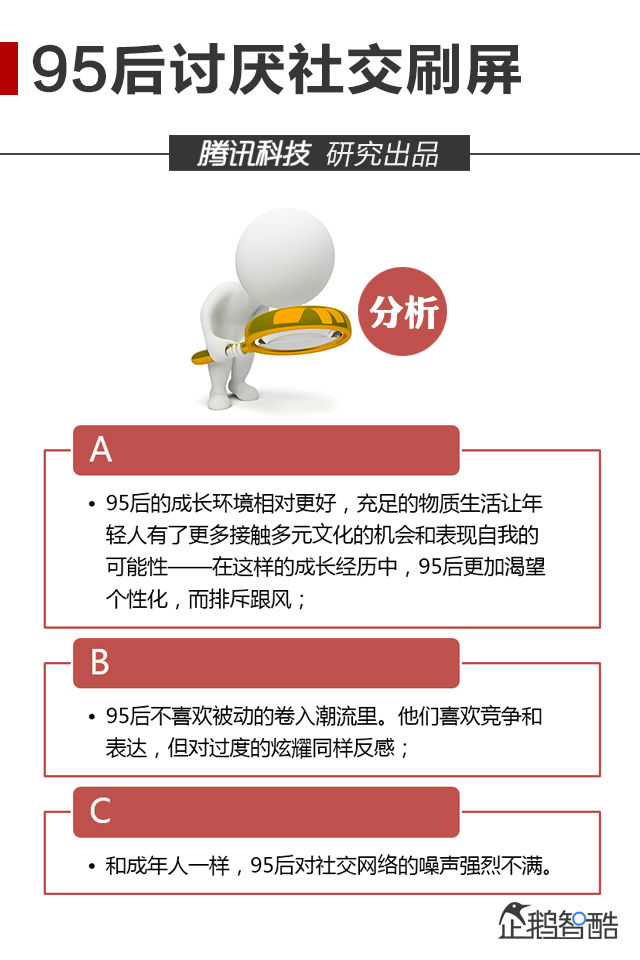 95后讨厌社交刷屏
腾讯科技 研究出品
分析
A
• 95后的成长环境相对更好，充足的物质生活让年
轻人有了更多接触多元文化的机会和表现自我的
可能性——在这样的成长经历中，95后更加渴望
个性化，而排斥跟风；
B
• 95后不喜欢被动的卷入潮流里。他们喜欢竞争和
表达，但对过度的炫耀同样反感；
C
• 和成年人一样，95后对社交网络的噪声强烈不满。
企鹅智酷